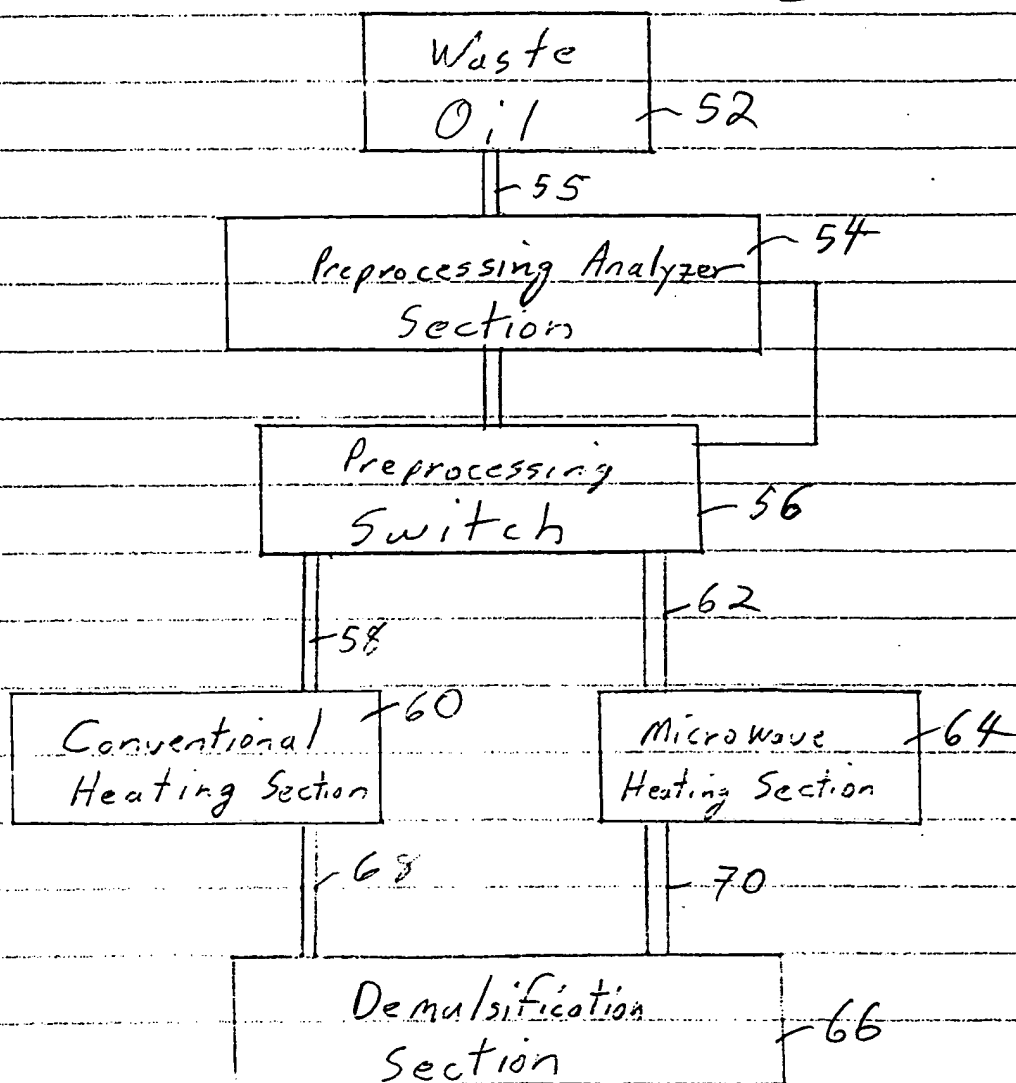 Waste
Oil
52
55
54
Preprocessing Analyzer
Section
Preprocessing
Switch
56
62
58
60
Conventional
Heating Section
Microwave
Heating Section
64
68
70
Demulsification
Section
66